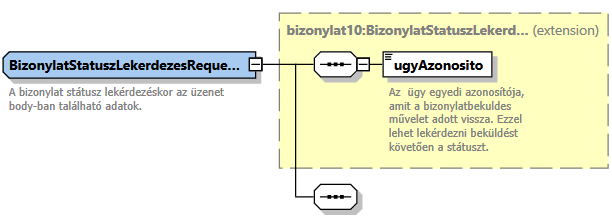 bizonylat10:BizonylatStatuszLekerd... (extension)
BizonylatStatuszLekerdezesReque...
A bizonylat státusz lekérdezéskor az üzenet
body-ban található adatok.
ugyAzonosito
Az ügy egyedi azonosítója,
amit a bizonylatbekuldes
művelet adott vissza. Ezzel
lehet lekérdezni beküldést
követően a státuszt.